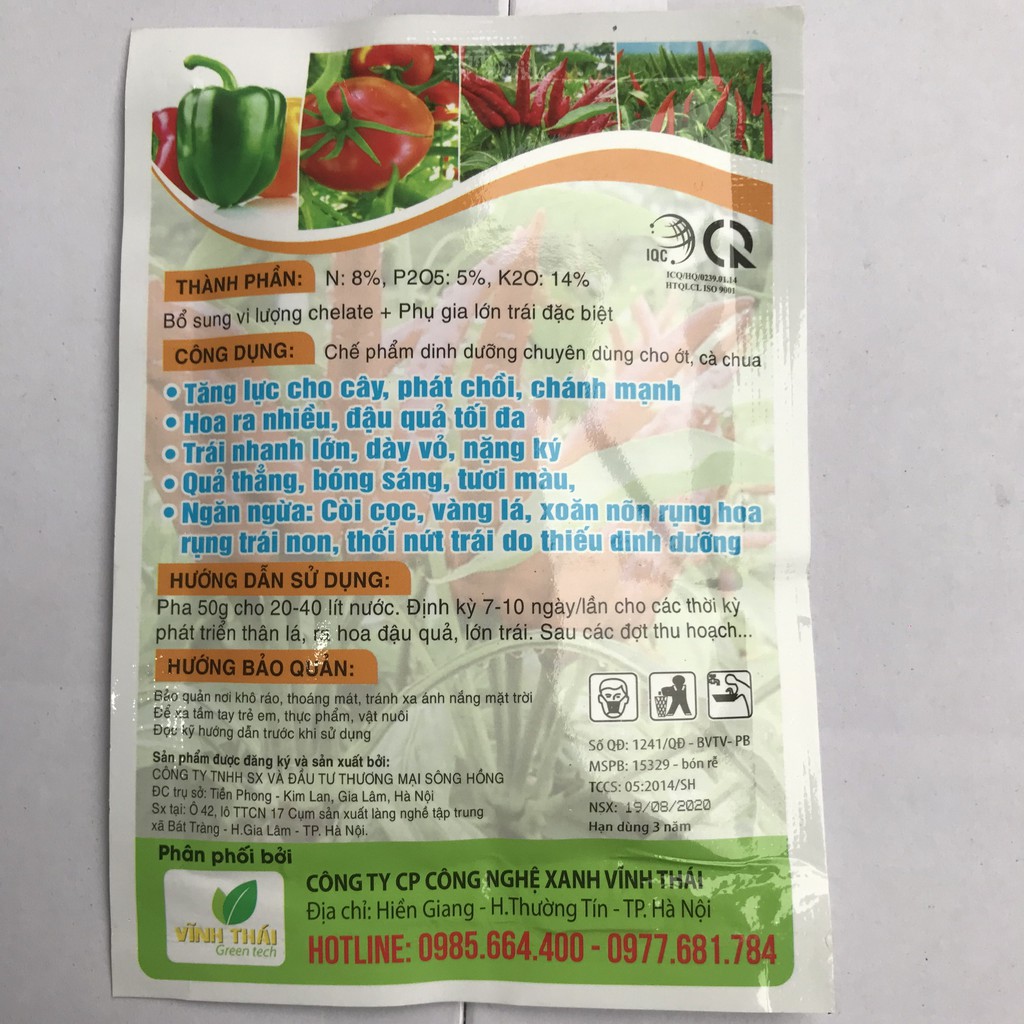 IQC
ICQ/HQ/0239.01.14
HTQLCL ISO 9001
THÀNH PHẦN: N: 8%, P2O5: 5%, K2O: 14%
Bổ sung vi lượng chelate + Phụ gia lớn trái đặc biệt
CÔNG DỤNG: Chế phẩm dinh dưỡng chuyên dùng cho ớt, cà chua
• Tăng lực cho cây, phát chồi, chánh mạnh
• Hoa ra nhiều, đậu quả tối đa
• Trái nhanh lớn, dày vỏ, nặng ký
• Quả thẳng, bóng sáng, tươi màu,
• Ngăn ngừa: Còi cọc, vàng lá, xoăn nõn rụng hoa
rụng trái non, thối nứt trái do thiếu dinh dưỡng
HƯỚNG DẪN SỬ DỤNG:
Pha 50g cho 20-40 lít nước. Định kỳ 7-10 ngày/lần cho các thời kỳ
phát triển thân lá, ra hoa đậu quả, lớn trái. Sau các đợt thu hoạch...
HƯỚNG BẢO QUẢN:
Bảo quản nơi khô ráo, thoáng mát, tránh xa ánh nắng mặt trời
Để xa tầm tay trẻ em, thực phẩm, vật nuôi
Đọc kỹ hướng dẫn trước khi sử dụng
Sản phẩm được đăng ký và sản xuất bởi:
CÔNG TY TNHH SX VÀ ĐẦU TƯ THƯƠNG MẠI SÔNG HỒNG
ĐC trụ sở: Tiền Phong - Kim Lan, Gia Lâm, Hà Nội
Sx tại: Ô 42, lô TTCN 17 Cụm sản xuất làng nghề tập trung
xã Bát Tràng - H.Gia Lâm - TP. Hà Nội.
Số QĐ: 1241/QĐ - BVTV- PB
MSPB: 15329 - bón rễ
TCCS: 05:2014/SH
NSX: 19/08/2020
Hạn dùng 3 năm
Phân phối bởi
VĨNH THÁI
Green tech
CÔNG TY CP CÔNG NGHỆ XANH VĨNH THÁI
Địa chỉ: Hiền Giang - H.Thường Tín - TP. Hà Nội
HOTLINE: 0985.664.400 - 0977.681.784